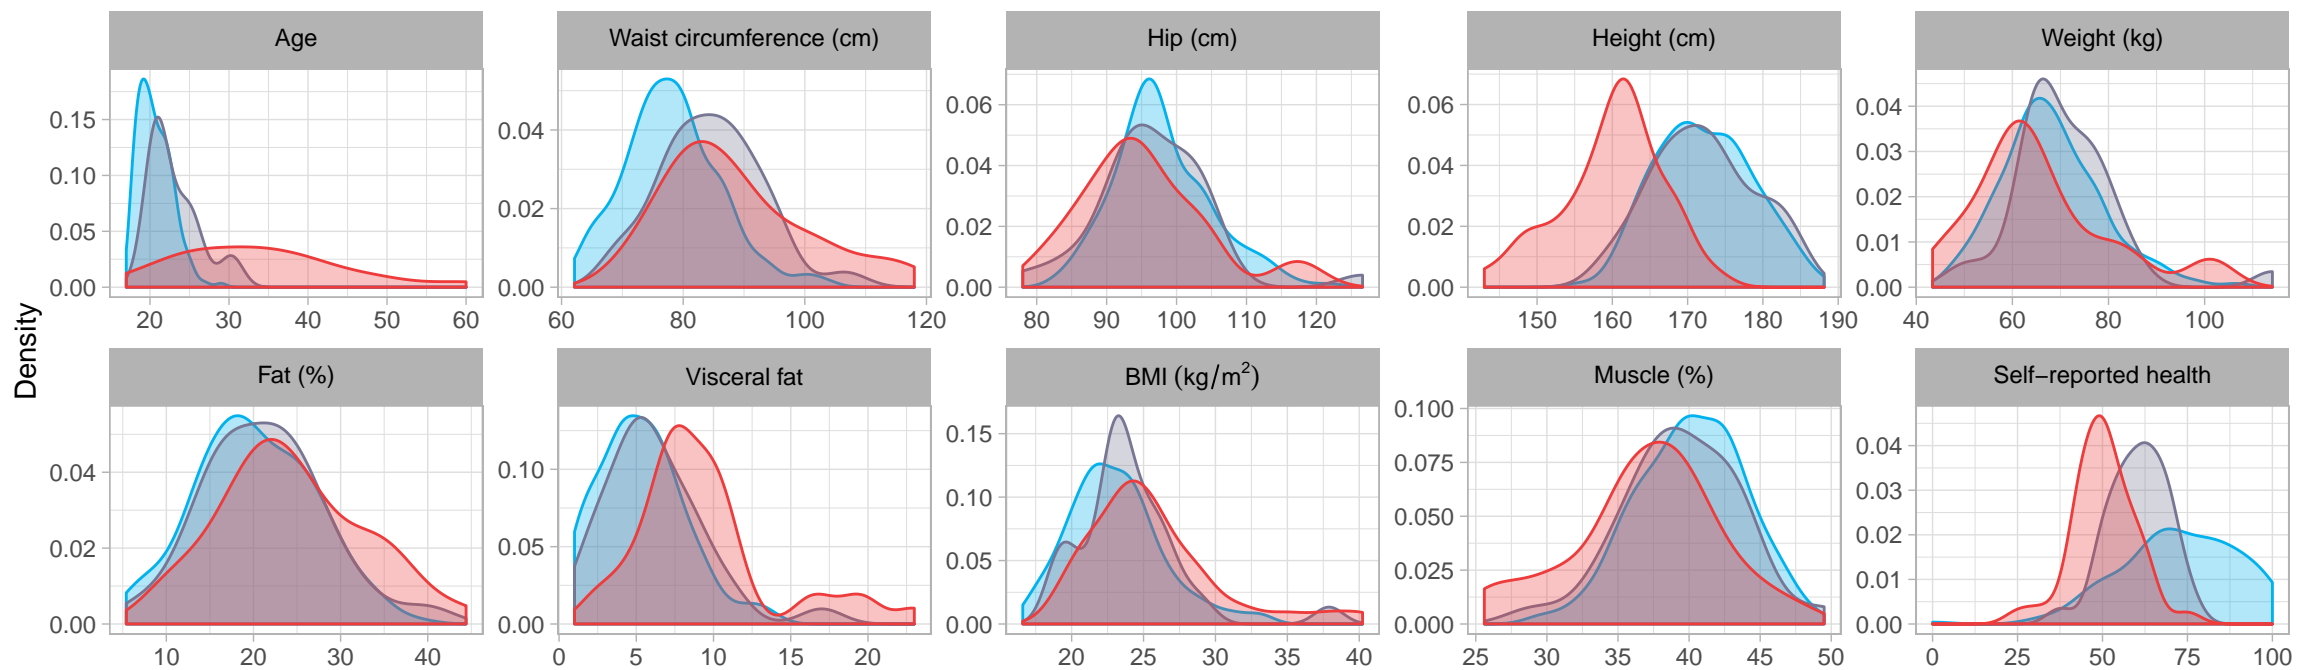 Age
Waist circumference (cm)
Hip (cm)
Height (cm)
Weight (kg)
0.00 0.05 0.10 0.15
20 30 40 50 60
0.00 0.02 0.04
60 80 100 120
0.00 0.02 0.04 0.06
80 90 100 110 120
0.00 0.02 0.04 0.06
150 160 170 180 190
0.00 0.01 0.02 0.03 0.04
40 60 80 100
Density
Fat (%)
Visceral fat
BMI (kg/m²)
Muscle (%)
Self−reported health
0.00 0.02 0.04
10 20 30 40
0.00 0.05 0.10
0 5 10 15 20
0.00 0.05 0.10 0.15
20 25 30 35 40
0.000 0.025 0.050 0.075 0.100
25 30 35 40 45 50
0.00 0.01 0.02 0.03 0.04
0 25 50 75 100